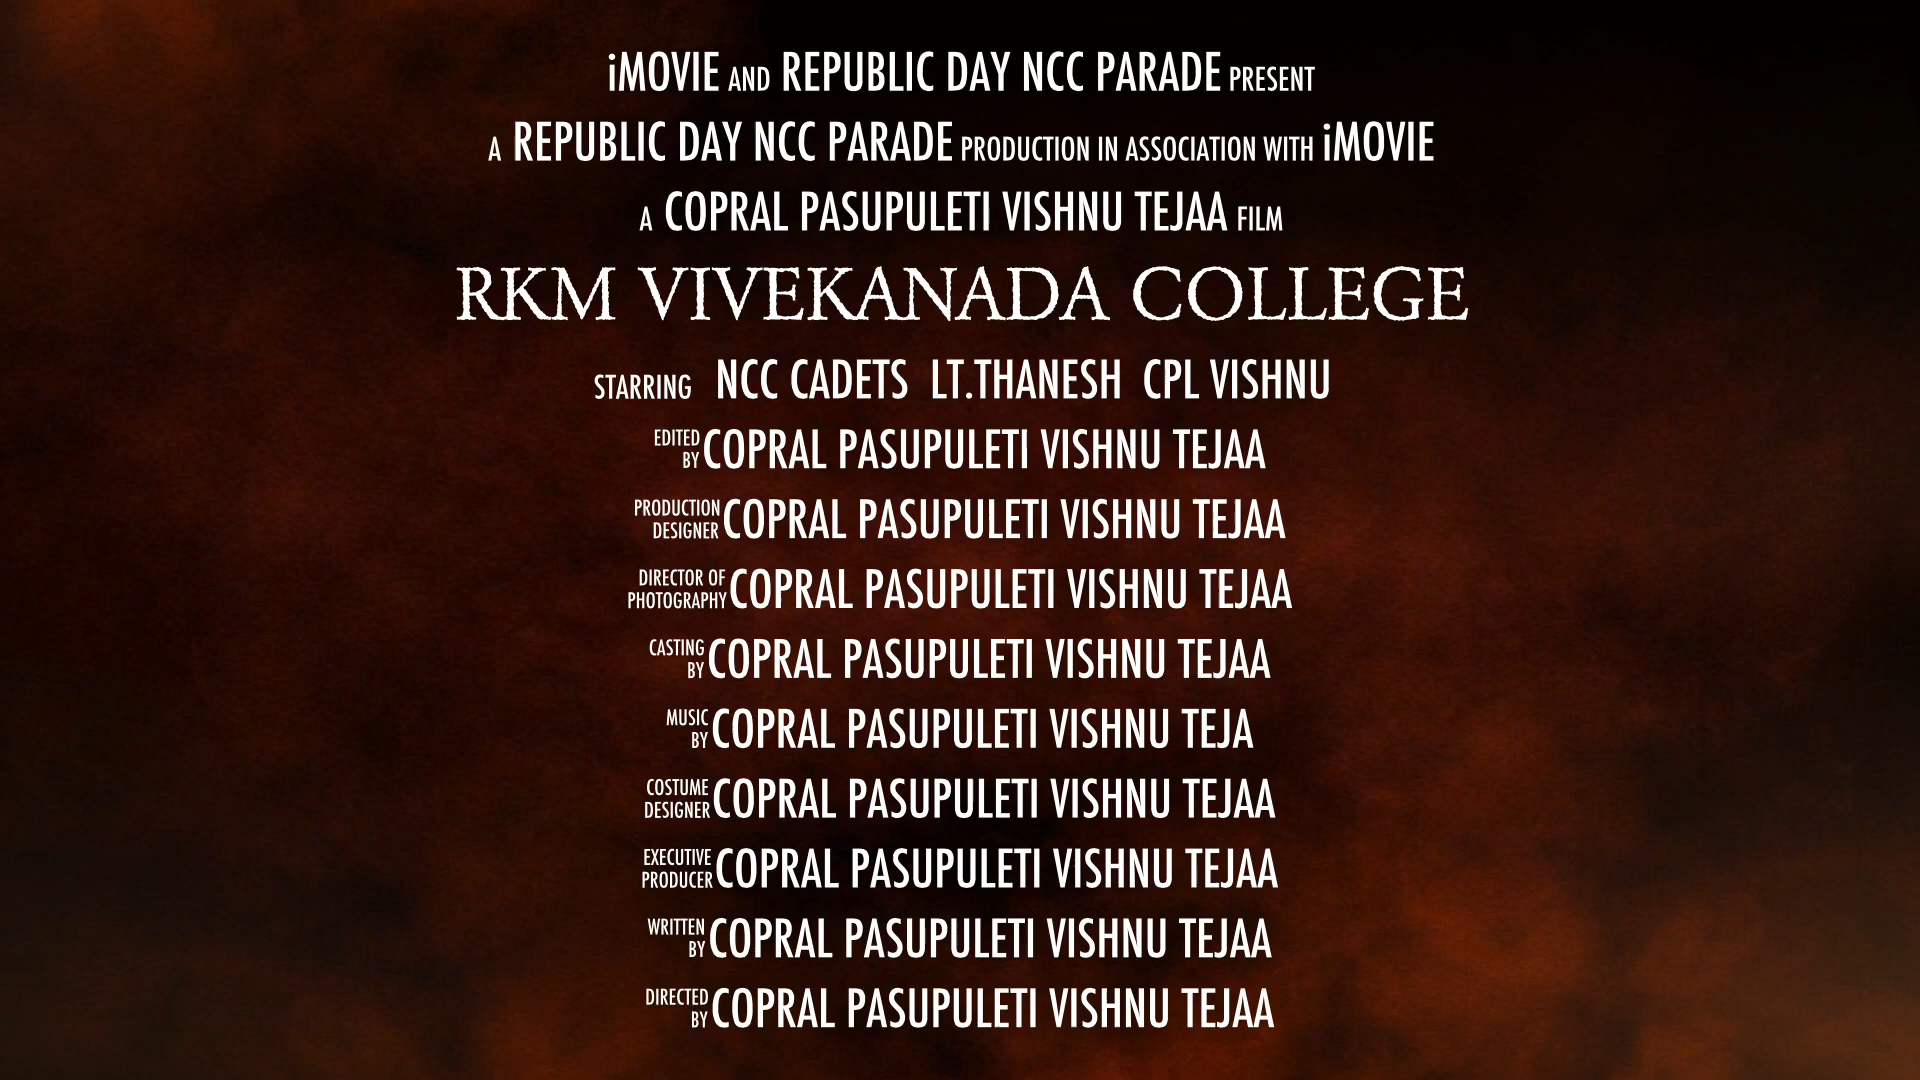 iMOVIE AND REPUBLIC DAY NCC PARADE PRESENT
A REPUBLIC DAY NCC PARADE PRODUCTION IN ASSOCIATION WITH iMOVIE
A COPRAL PASUPULETI VISHNU TEJAA FILM
RKM VIVEKANADA COLLEGE
STARRING NCC CADETS LT.THANESH CPL VISHNU
EDITED BY COPRAL PASUPULETI VISHNU TEJAA
PRODUCTION DESIGNER COPRAL PASUPULETI VISHNU TEJAA
DIRECTOR OF PHOTOGRAPHY COPRAL PASUPULETI VISHNU TEJAA
CASTING BY COPRAL PASUPULETI VISHNU TEJAA
MUSIC BY COPRAL PASUPULETI VISHNU TEJA
COSTUME DESIGNER COPRAL PASUPULETI VISHNU TEJAA
EXECUTIVE PRODUCER COPRAL PASUPULETI VISHNU TEJAA
WRITTEN BY COPRAL PASUPULETI VISHNU TEJAA
DIRECTED BY COPRAL PASUPULETI VISHNU TEJAA